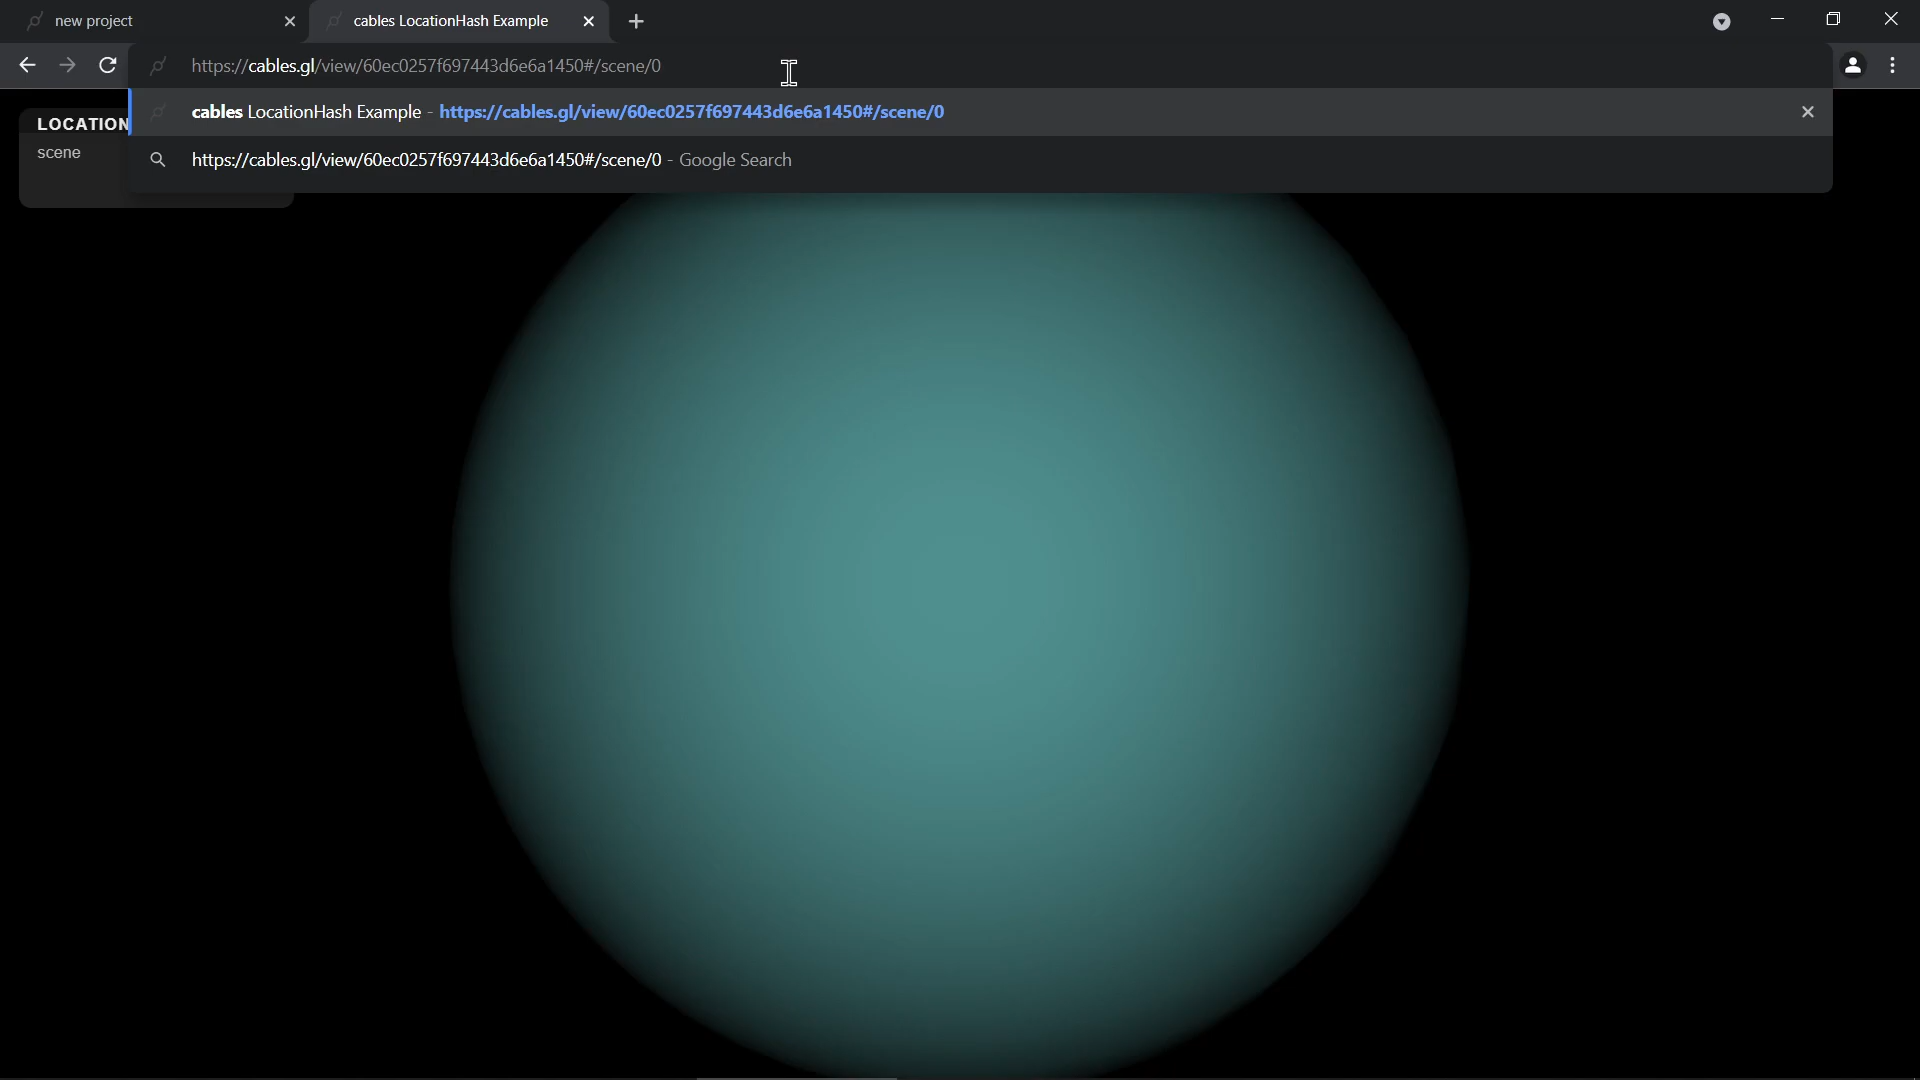 new project
cables LocationHash Example
https://cables.gl/view/60ec0257f697443d6e6a1450#/scene/0
cables LocationHash Example - https://cables.gl/view/60ec0257f697443d6e6a1450#/scene/0
https://cables.gl/view/60ec0257f697443d6e6a1450#/scene/0 - Google Search
LOCATION
scene